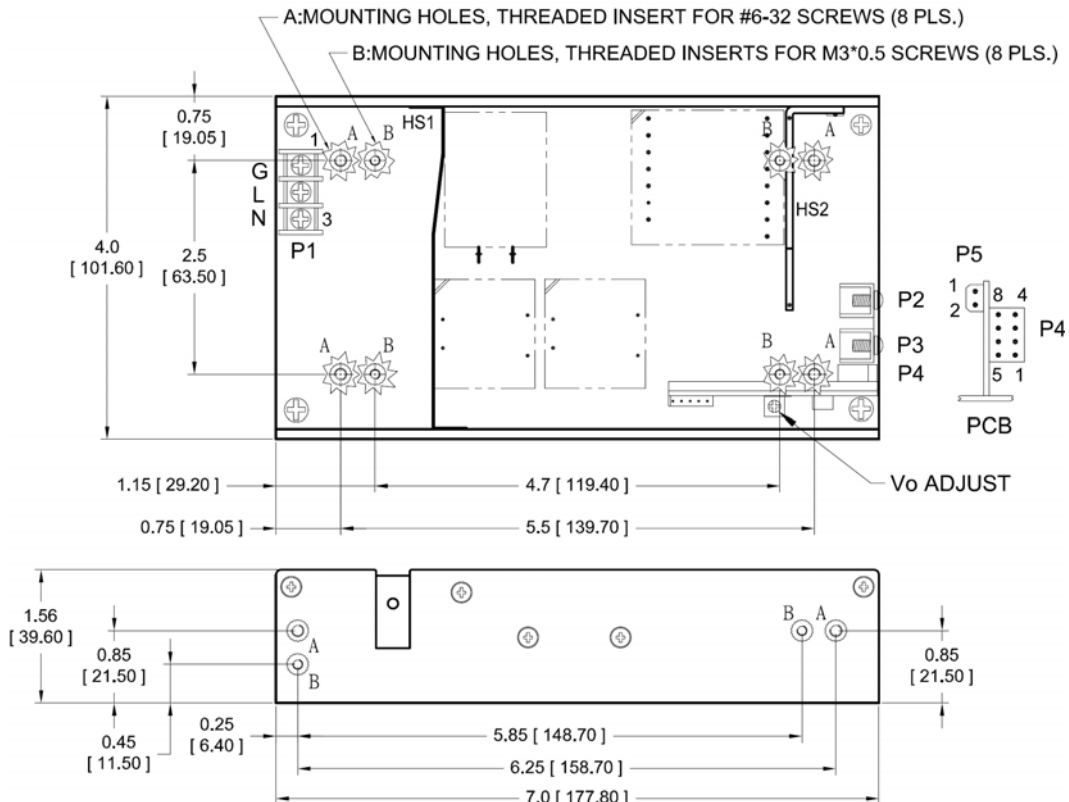 A:MOUNTING HOLES, THREADED INSERT FOR #6-32 SCREWS (8 PLS.)
B:MOUNTING HOLES, THREADED INSERTS FOR M3*0.5 SCREWS (8 PLS.)
0.75
[ 19.05 ]
HS1
1
A
B
B
A
G
L
N
3
P1
HS2
4.0
[ 101.60 ]
2.5
[ 63.50 ]
P5
1
2
8
4
P4
5
1
PCB
P2
P3
P4
A
B
B
A
1.15 [ 29.20 ]
4.7 [ 119.40 ]
Vo ADJUST
0.75 [ 19.05 ]
5.5 [ 139.70 ]
1.56
[ 39.60 ]
0.85
[ 21.50 ]
A
B
B
A
0.85
[ 21.50 ]
0.45
[ 11.50 ]
0.25
[ 6.40 ]
5.85 [ 148.70 ]
6.25 [ 158.70 ]
7.0 [ 177.80 ]